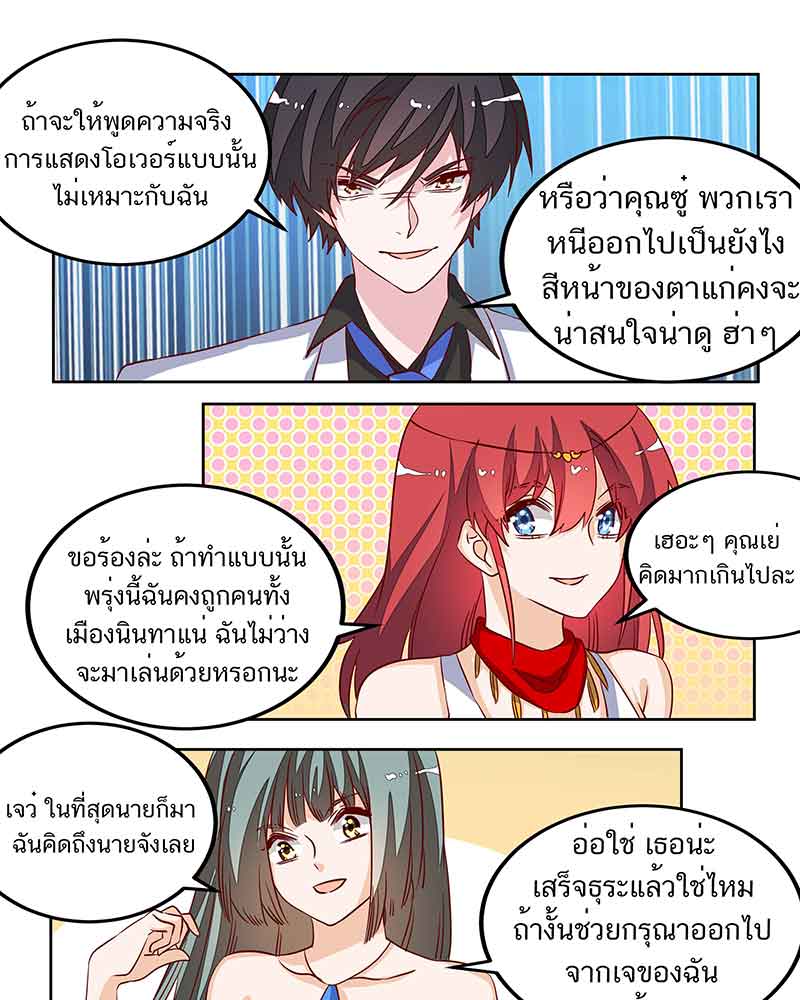 ถ้าจะให้พูดความจริง
การแสดงโอเวอร์แบบนั้น
ไม่เหมาะกับฉัน
หรือว่าคุณซู๋ พวกเรา
หนีออกไปเป็นยังไง
สีหน้าของตาแก่คงจะ
น่าสนใจน่าดู ฮ่าๆ
เฮอะๆ คุณเย่
คิดมากเกินไปละ
ขอร้องล่ะ ถ้าทำแบบนั้น
พรุ่งนี้ฉันคงถูกคนทั้ง
เมืองนินทาแน่ ฉันไม่ว่าง
จะมาเล่นด้วยหรอกนะ
เจว๋ ในที่สุดนายก็มา
ฉันคิดถึงนายจังเลย
อ่อใช่ เธอน่ะ
เสร็จธุระแล้วใช่ไหม
ถ้างั้นช่วยกรุณาออกไป
จากเจของฉัน